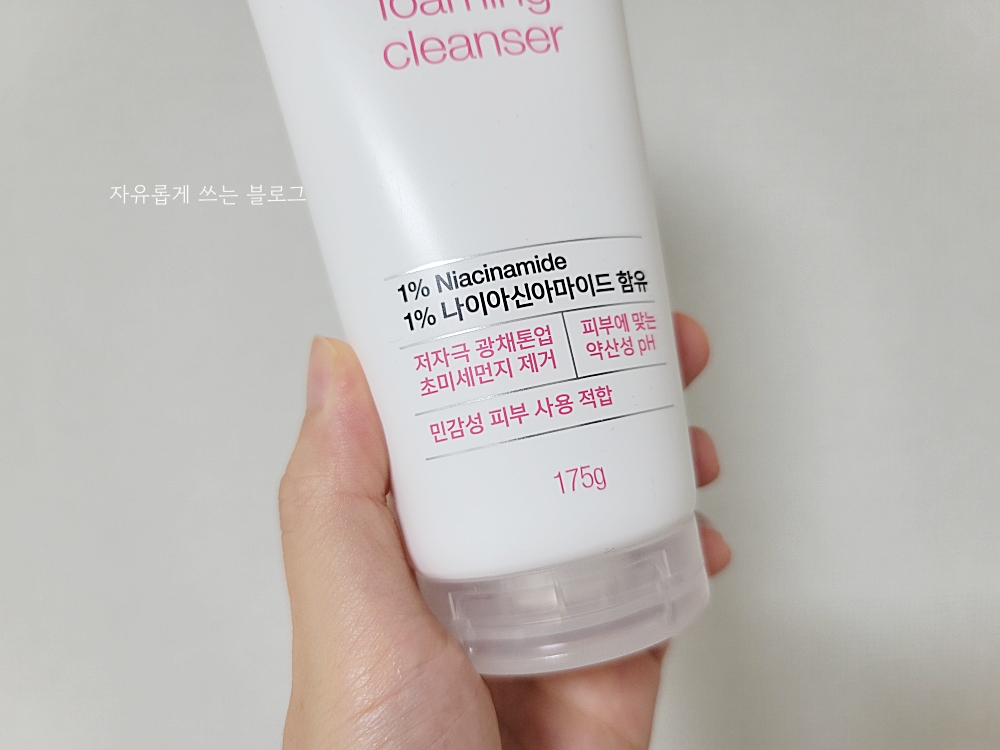 foaming
cleanser
자유롭게 쓰는 블로그
1% Niacinamide
1% 나이아신아마이드 함유
저자극 광채톤업
초미세먼지 제거
피부에 맞는
약산성 pH
민감성 피부 사용 적합
175g